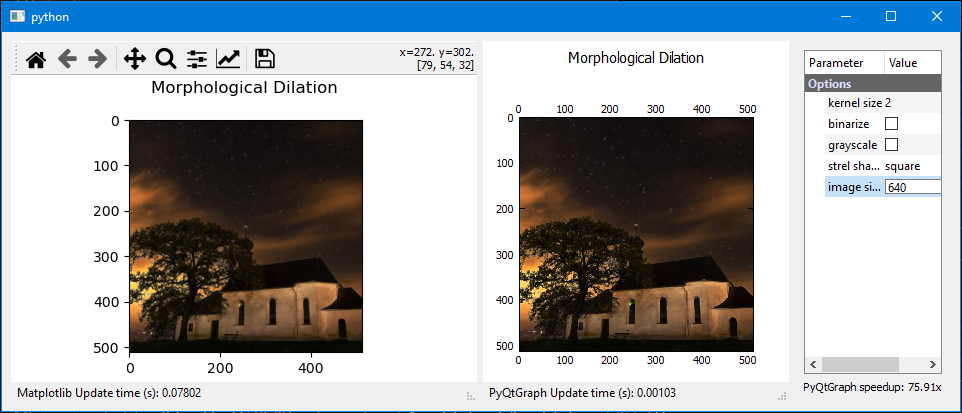 python
x=272. y=302.
[79, 54, 32]
Morphological Dilation
0
100
200
300
400
500
0
200
400
Matplotlib Update time (s): 0.07802
Morphological Dilation
0
100
200
300
400
500
0
100
200
300
400
500
0
100
200
300
400
500
PyQtGraph Update time (s): 0.00103
Parameter Value
Options
kernel size 2
binarize
grayscale
strel sha... square
image si... 640
PyQtGraph speedup: 75.91x